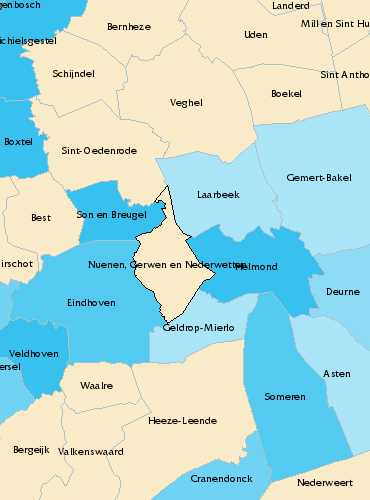 Landerd
genbosch
Bernheze
Mill en Sint Hu
Uden
ichielsgestel
Schijndel
Sint Antho
Boekel
Veghel
Boxtel
Sint-Oedenrode
Gemert-Bakel
Laarbeek
Best
Son en Breugel
irschot
Nuenen, Gerwen en Nederwetten
Helmond
Deurne
Eindhoven
Geldrop-Mierlo
Veldhoven
ersel
Asten
Waalre
Someren
Heeze-Leende
Bergeijk
Valkenswaard
Cranendonck
Nederweert